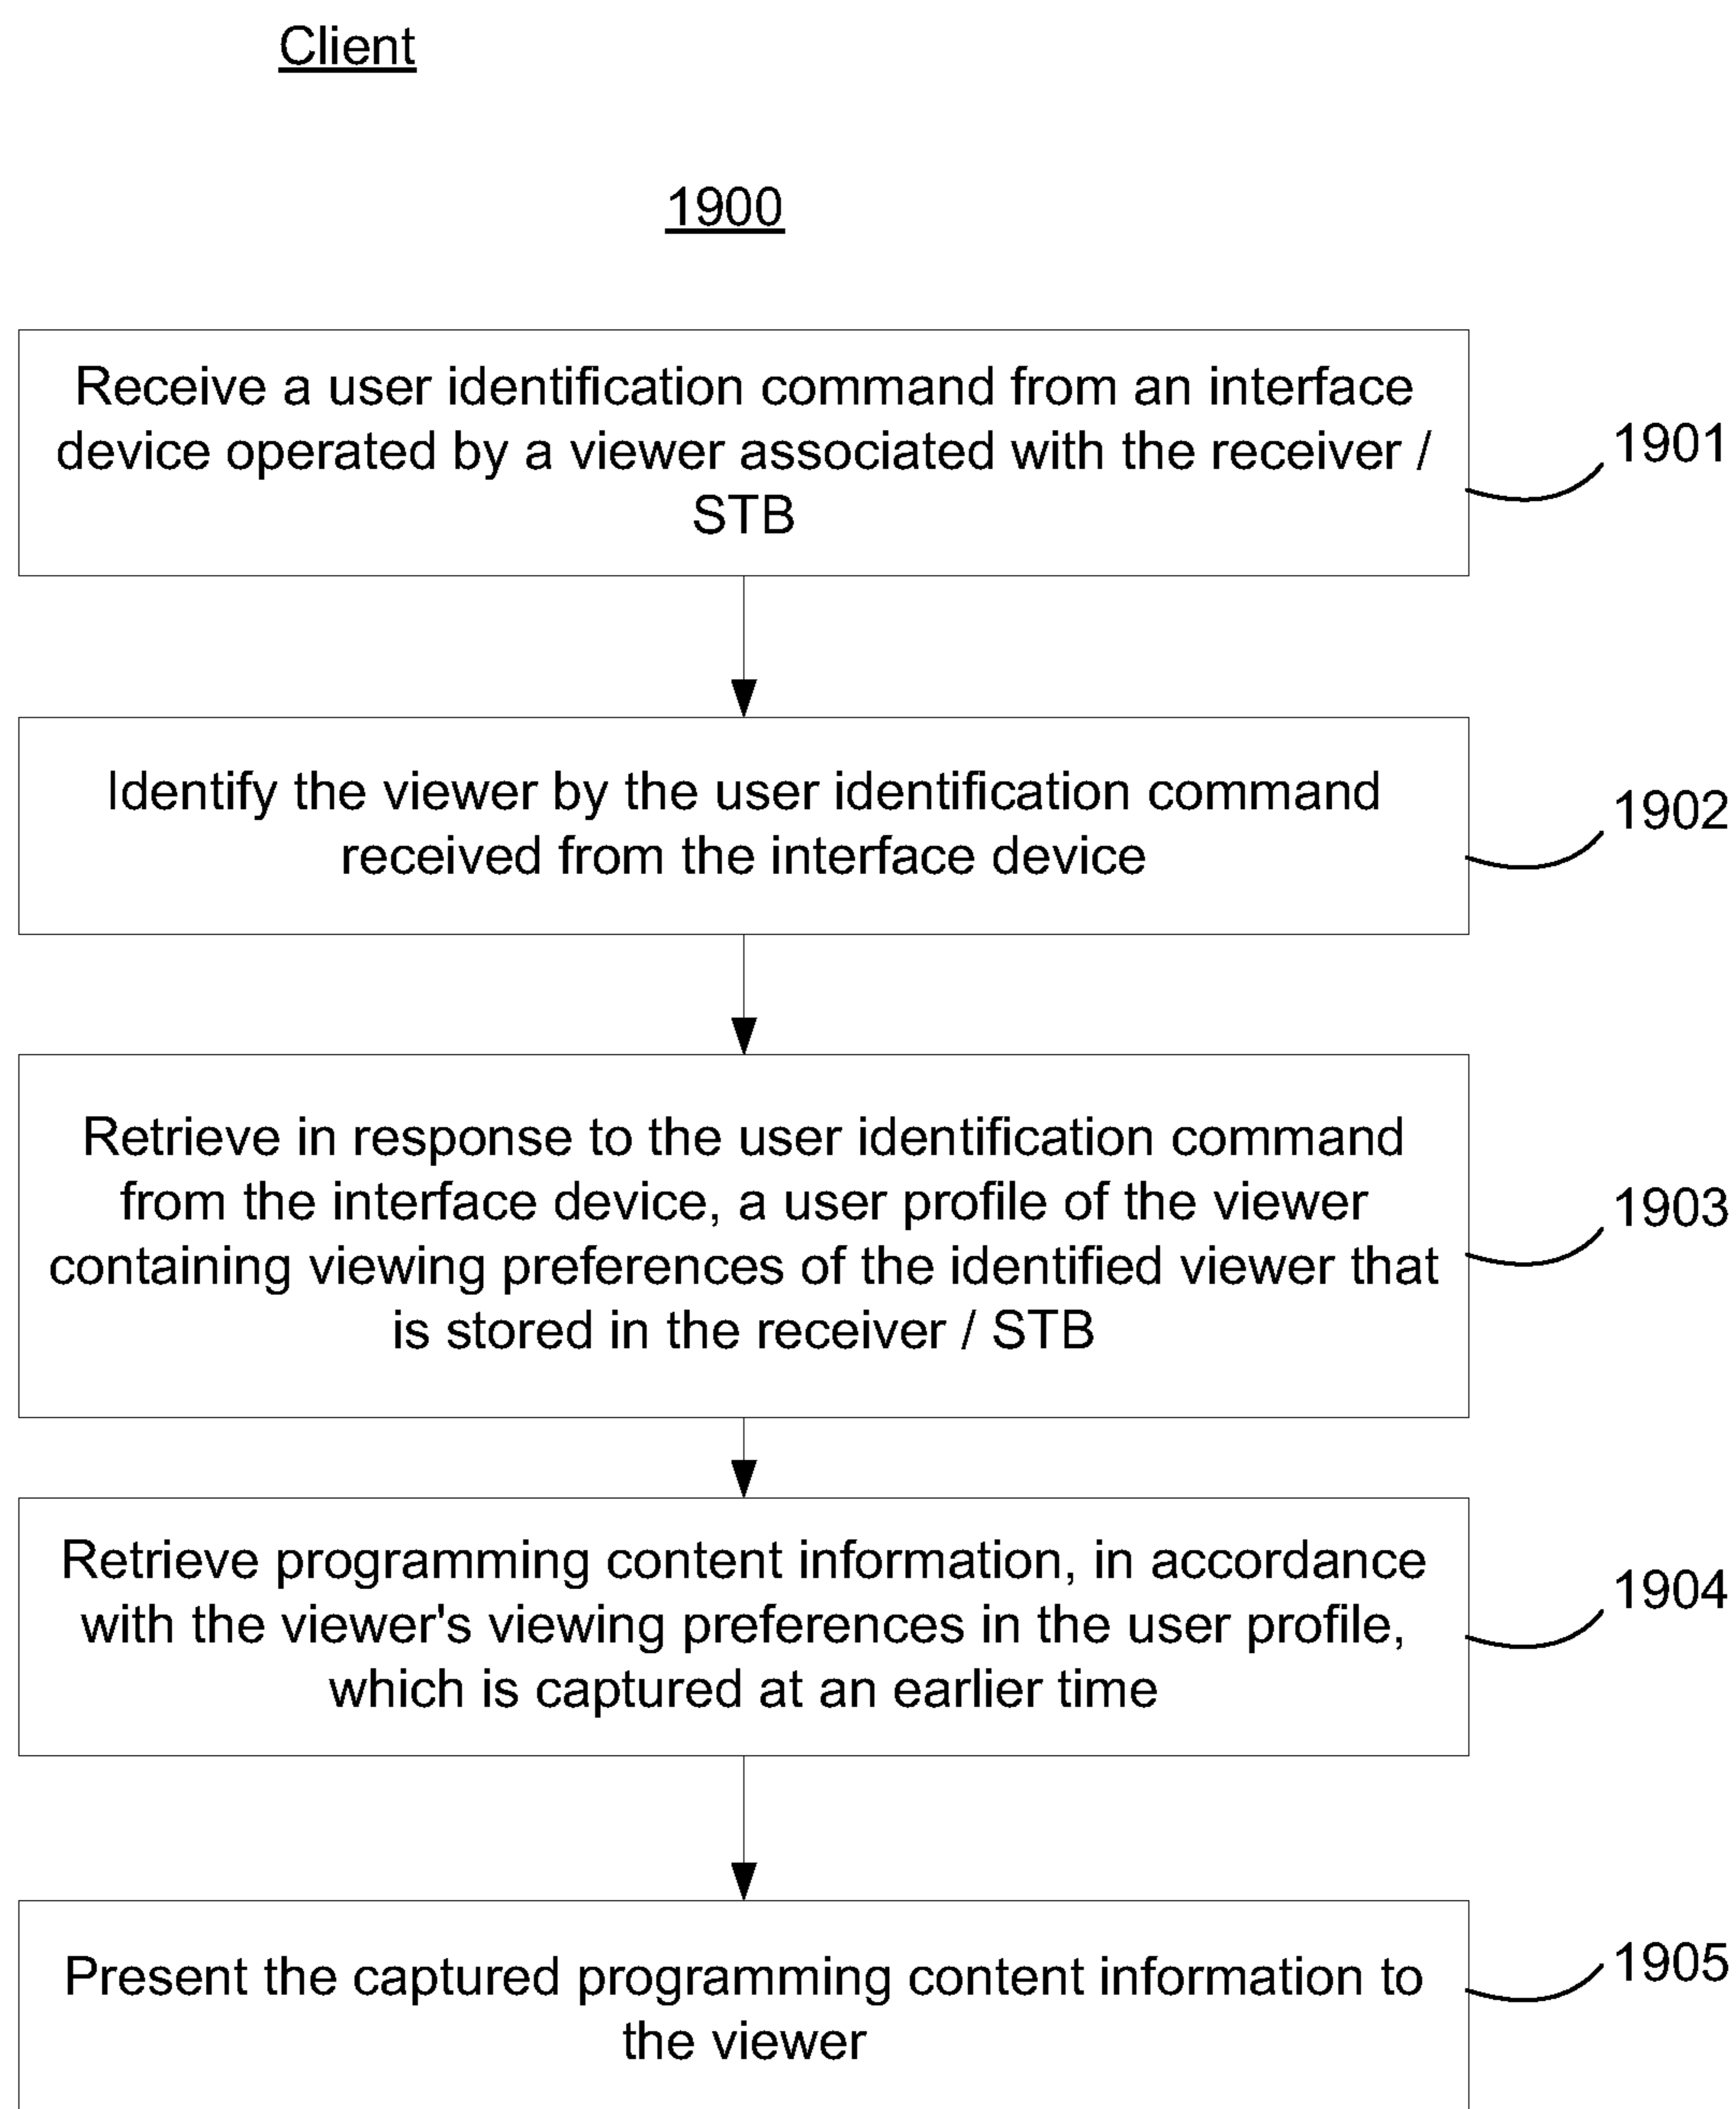 Client
1900
Receive a user identification command from an interface
device operated by a viewer associated with the receiver /
STB
1901
Identify the viewer by the user identification command
received from the interface device
1902
Retrieve in response to the user identification command
from the interface device, a user profile of the viewer
containing viewing preferences of the identified viewer that
is stored in the receiver / STB
1903
Retrieve programming content information, in accordance
with the viewer's viewing preferences in the user profile,
which is captured at an earlier time
1904
Present the captured programming content information to
the viewer
1905